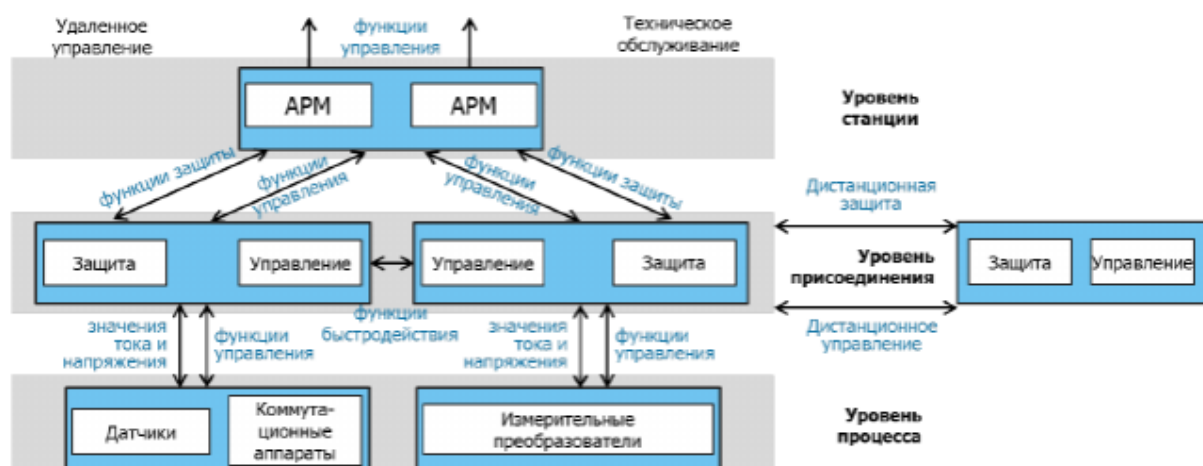 Удаленное
управление
функции
управления
Техническое
обслуживание
АРМ
АРМ
Уровень
станции
функции защиты
функции
управления
функции
управления
функции защиты
Дистанционная
защита
Защита
Управление
Управление
Защита
Уровень
присоединения
Защита
Управление
значения
тока и
напряжения
функции
управления
функции
быстродействия
значения
тока и
напряжения
функции
управления
Дистанционное
управление
Датчики
Коммута-
ционные
аппараты
Измерительные
преобразователи
Уровень
процесса